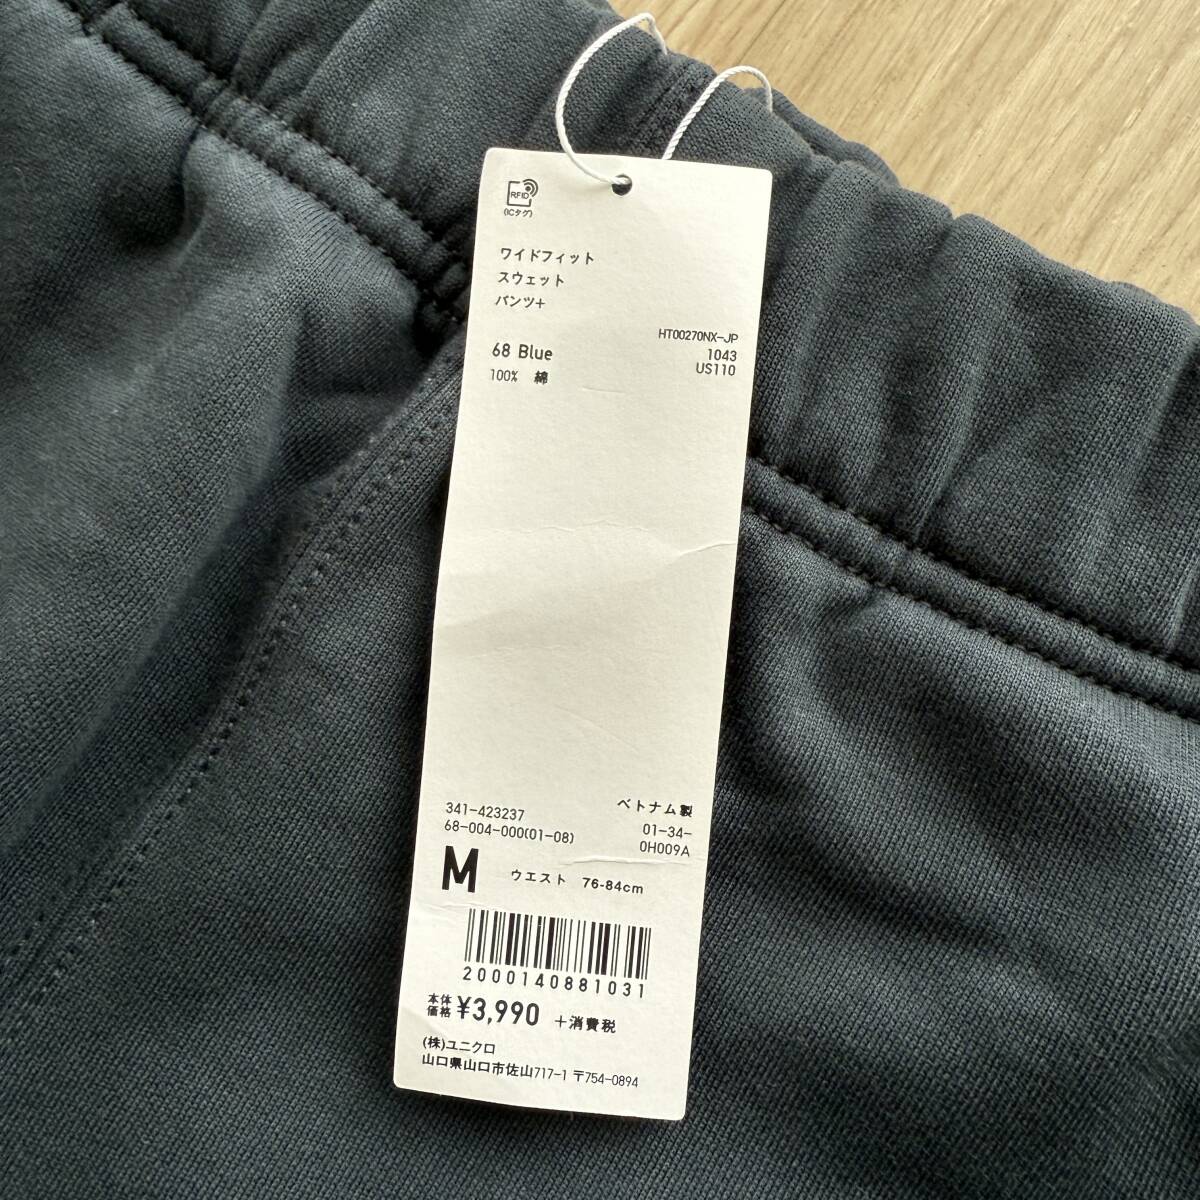 RFID
(ICタグ)
ワイドフィット
スウェット
パンツ+
HT00270NX-JP
68 Blue
1043
100% 綿
US110
341-423237
ベトナム製
68-004-000(01-08)
01-34-
0H009A
M
ウエスト 76-84cm
2000140881031
本体
価格 ¥3,990 +消費税
(株)ユニクロ
山口県山口市佐山717-1 〒754-0894